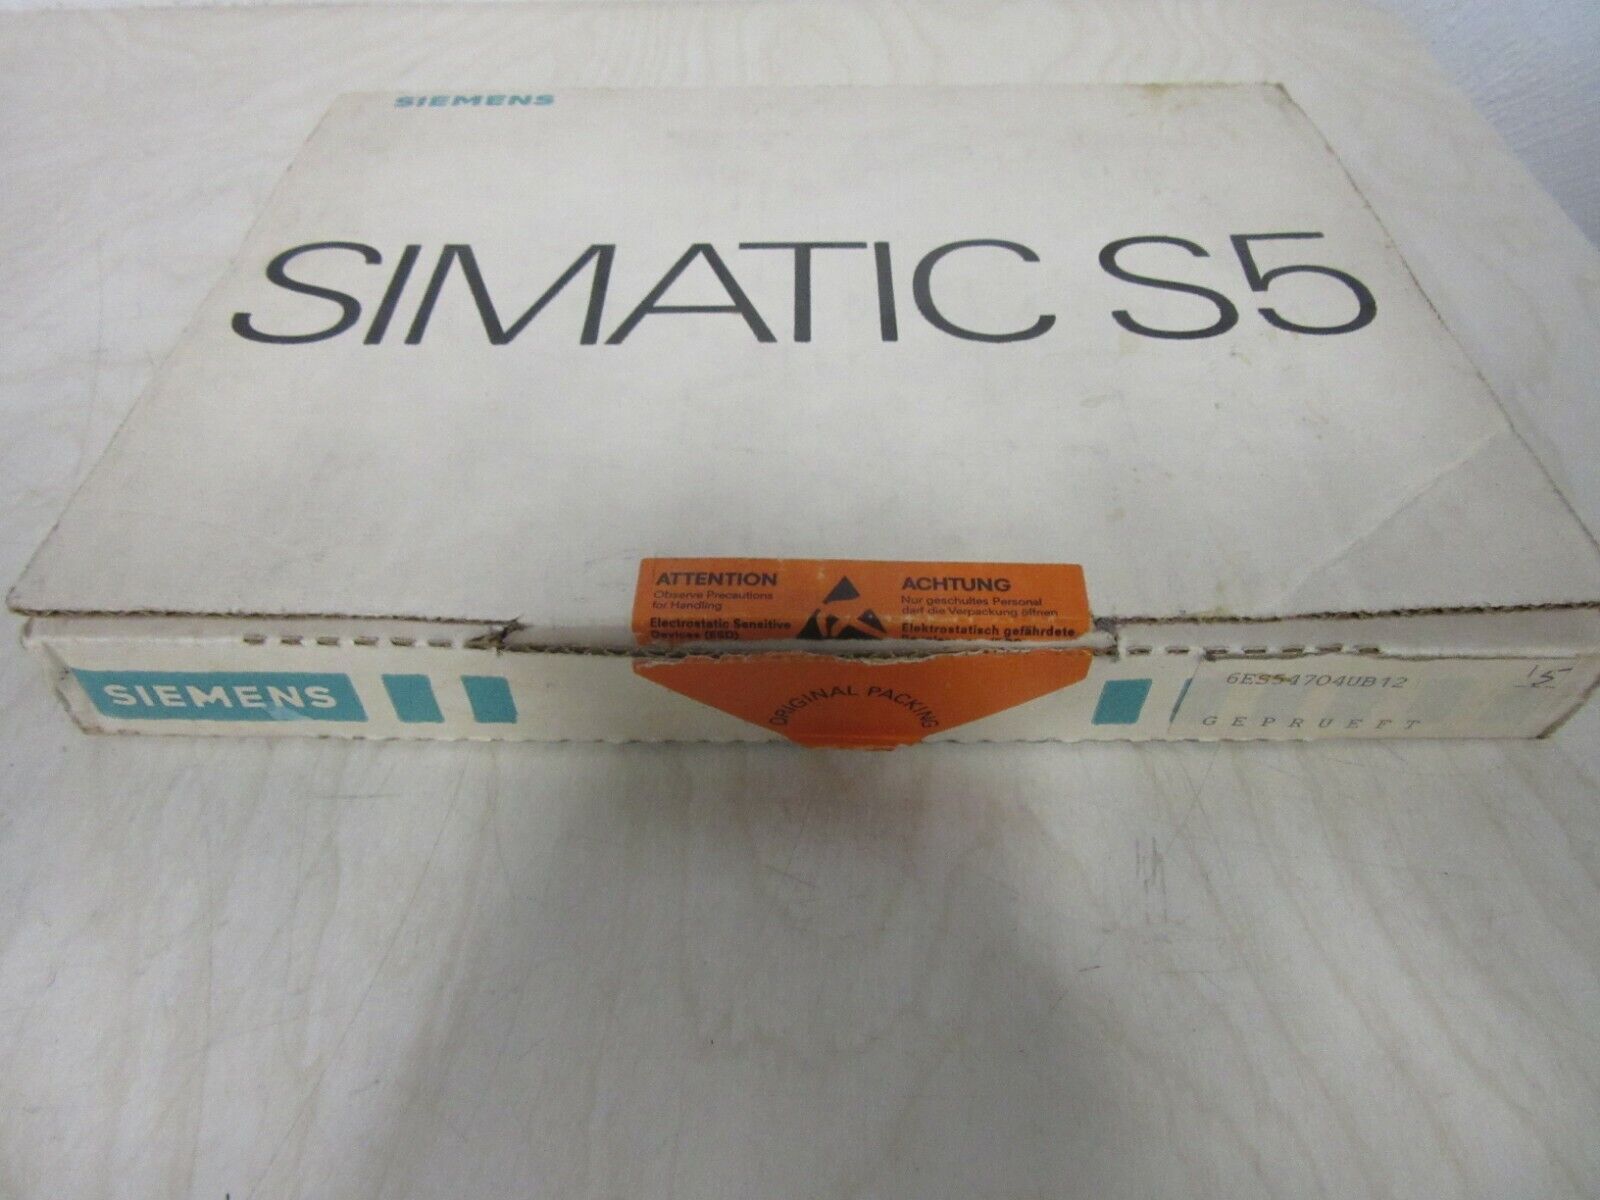 SIEMENS
SIMATIC S5
ATTENTION
Observe Precautions
for Handling
Electrostatic Sensitive
Devices (ESD)
ACHTUNG
Nur geschultes Personal
darf die Verpackung öffnen
Elektrostatisch gefährdete
ORIGINAL PACKING
SIEMENS
6ES54704UB12
15
GEPRUEFT